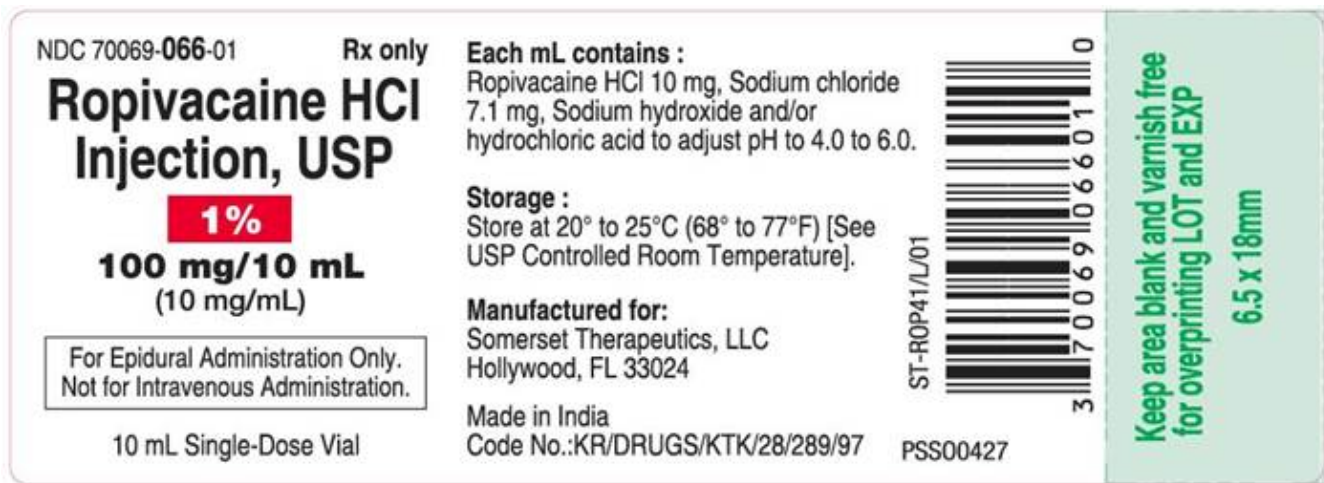 NDC 70069-066-01 Rx only
Ropivacaine HCl
Injection, USP
1%
100 mg/10 mL
(10 mg/mL)
For Epidural Administration Only.
Not for Intravenous Administration.
10 mL Single-Dose Vial
Each mL contains :
Ropivacaine HCl 10 mg, Sodium chloride
7.1 mg, Sodium hydroxide and/or
hydrochloric acid to adjust pH to 4.0 to 6.0.
Storage :
Store at 20° to 25°C (68° to 77°F) [See
USP Controlled Room Temperature].
Manufactured for:
Somerset Therapeutics, LLC
Hollywood, FL 33024
Made in India
Code No.:KR/DRUGS/KTK/28/289/97
ST-ROP41/L/01
3 70069 06601 0
PSSO0427
Keep area blank and varnish free
for overprinting LOT and EXP
6.5 x 18mm